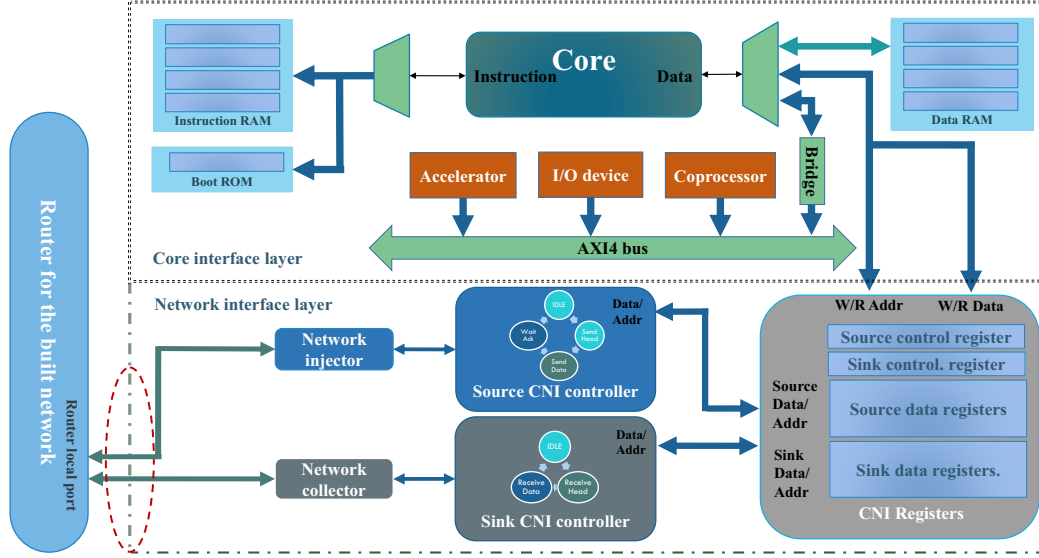 Instruction RAM
Boot ROM
Core
Instruction
Data
Data RAM
Bridge
Accelerator
I/O device
Coprocessor
AXI4 bus
Core interface layer
Router for the built network
Router local port
Network interface layer
Network
injector
Data/
Addr
IDLE
Wait
Ack
Send
Head
Send
Data
Source CNI controller
Network
collector
Data/
Addr
IDLE
Receive
Data
Receive
Head
Sink CNI controller
W/R Addr
W/R Data
Source control register
Sink control. register
Source
Data/
Addr
Source data registers
Sink
Data/
Addr
Sink data registers.
CNI Registers